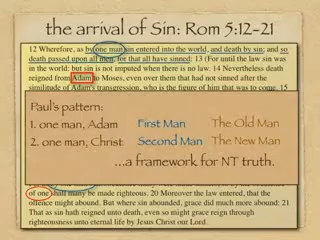 the arrival of Sin: Rom 5:12-21
12 Wherefore, as by one man sin entered into the world, and death by sin; and so
death passed upon all men, for that all have sinned: 13 (For until the law sin was
in the world: but sin is not imputed when there is no law. 14 Nevertheless death
reigned from Adam to Moses, even over them that had not sinned after the
similitude of Adam's transgression, who is the figure of him that was to come. 15
Paul's pattern:
1. one man, Adam First Man The Old Man
2. one man, Christ: Second Man The New Man
...a framework for NT truth.
of one shall many be made righteous. 20 Moreover the law entered, that the
offence might abound. But where sin abounded, grace did much more abound: 21
That as sin hath reigned unto death, even so might grace reign through
righteousness unto eternal life by Jesus Christ our Lord.